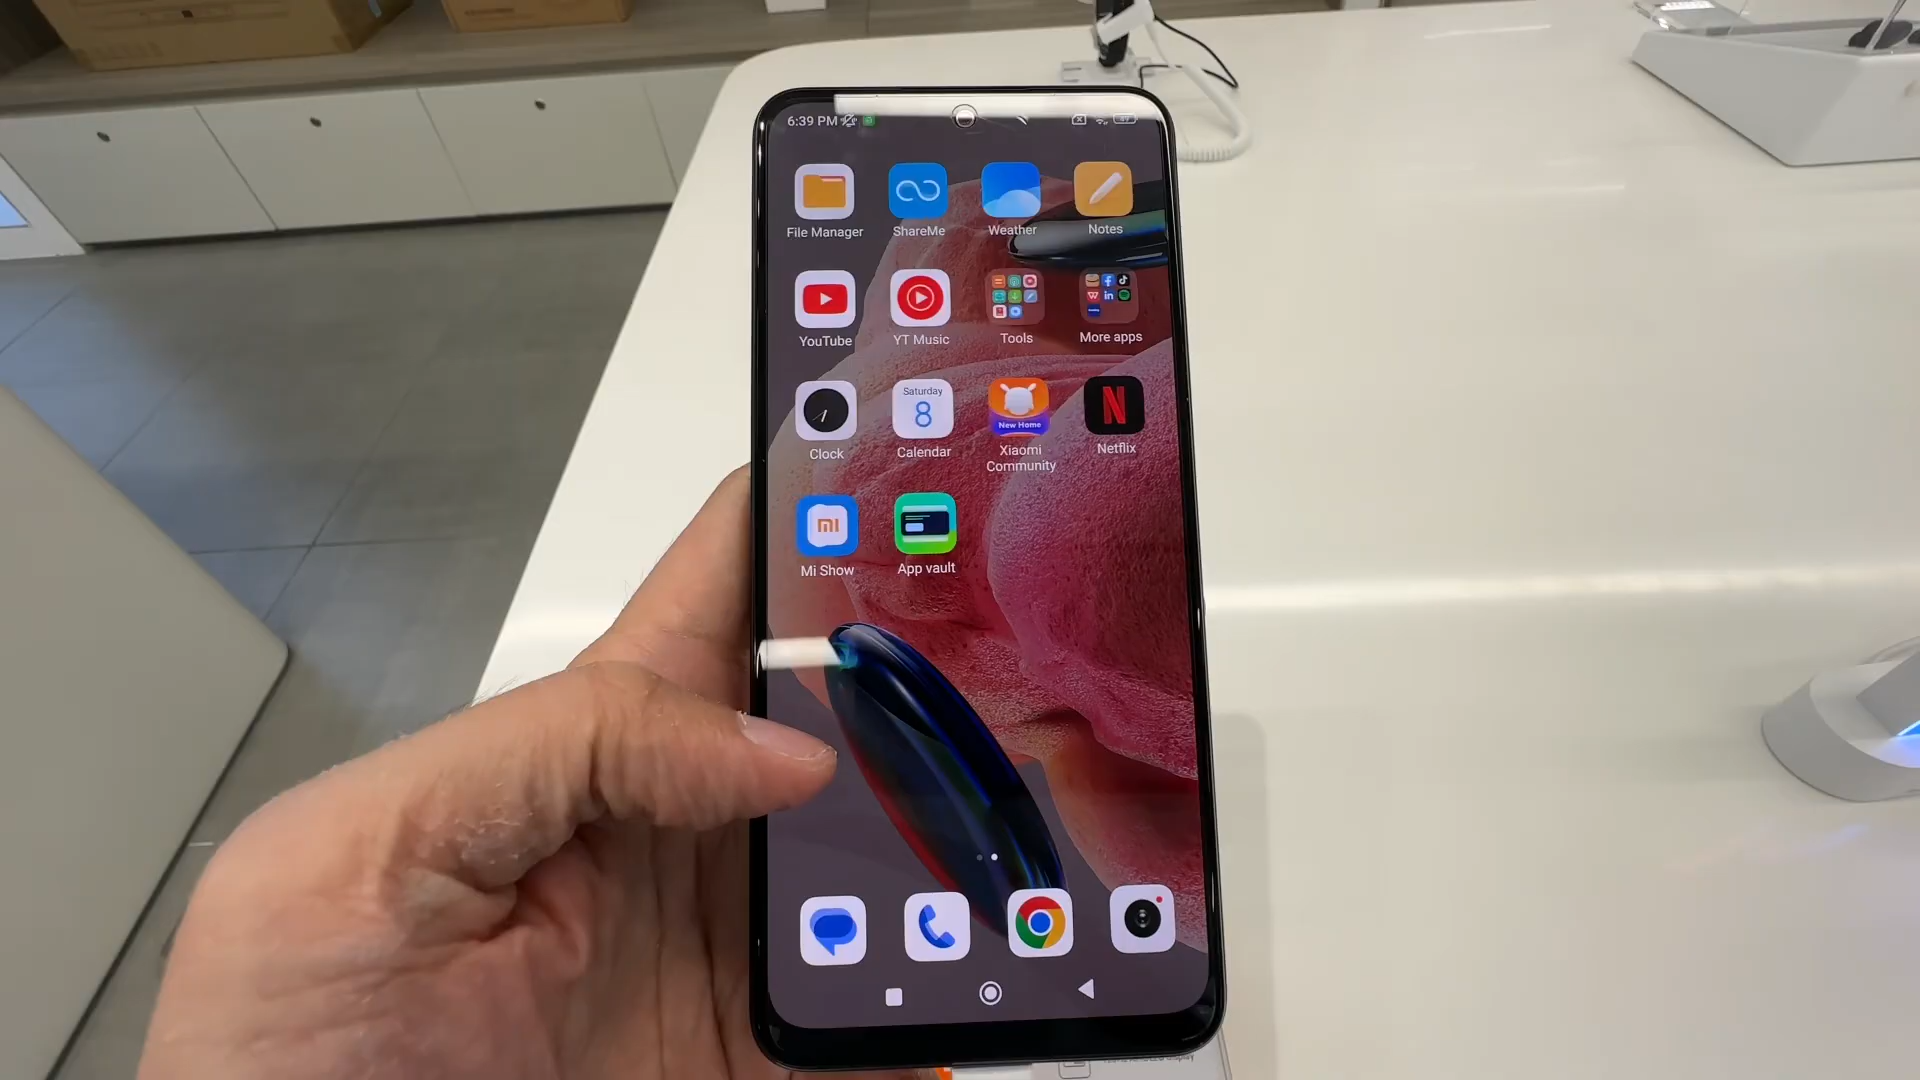 6:39 PM
49
File Manager
ShareMe
Weather
Notes
YouTube
YT Music
Tools
More apps
Saturday
8
New Home
N
Clock
Calendar
Xiaomi
Community
Netflix
mi
Mi Show
App vault